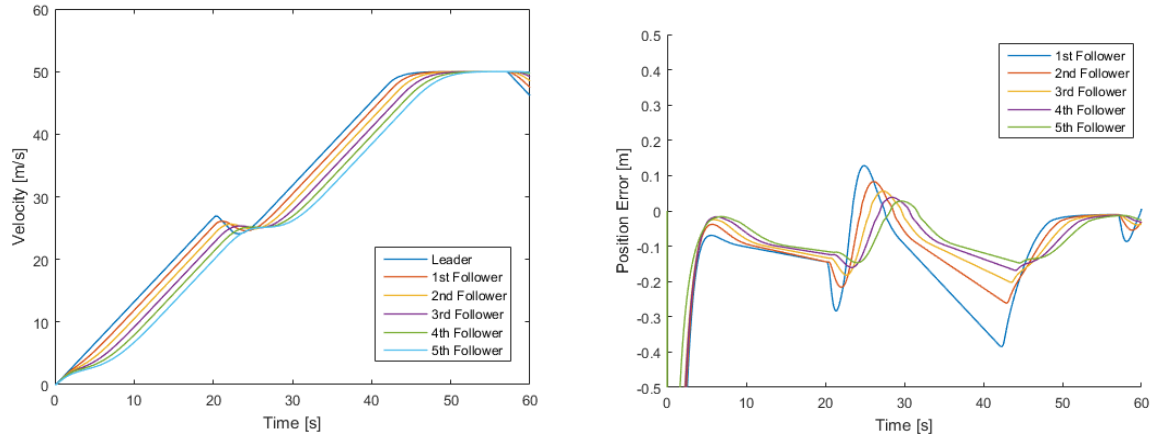 60
50
40
30
20
10
0
Velocity [m/s]
0 10 20 30 40 50 60
Time [s]
Leader
1st Follower
2nd Follower
3rd Follower
4th Follower
5th Follower
0.5
0.4
0.3
0.2
0.1
0
-0.1
-0.2
-0.3
-0.4
-0.5
Position Error [m]
0 10 20 30 40 50 60
Time [s]
1st Follower
2nd Follower
3rd Follower
4th Follower
5th Follower